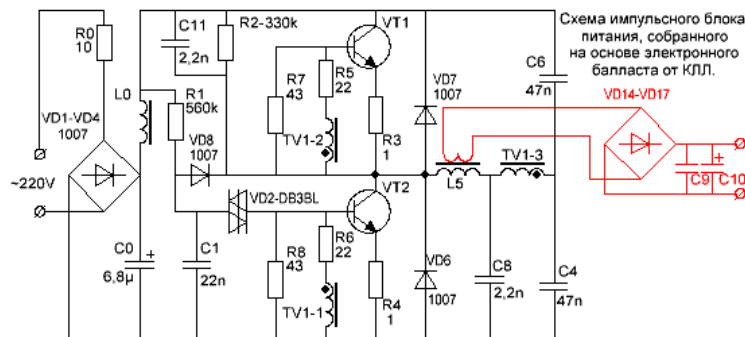 Схема импульсного блока
питания, собранного
на основе электронного
балласта от КЛЛ.
R0
10
C11
2,2n
R2-330k
VT1
L0
R1
560k
R7
43
R5
22
VD7
1007
C6
47n
VD14-VD17
VD1-VD4
1007
VD8
1007
TV1-2
R3
1
TV1-3
~220V
VD2-DB3BL
VT2
L5
C9
C10
+
C0
+
6,8µ
C1
22n
R8
43
R6
22
VD6
1007
C8
2,2n
C4
47n
TV1-1
R4
1